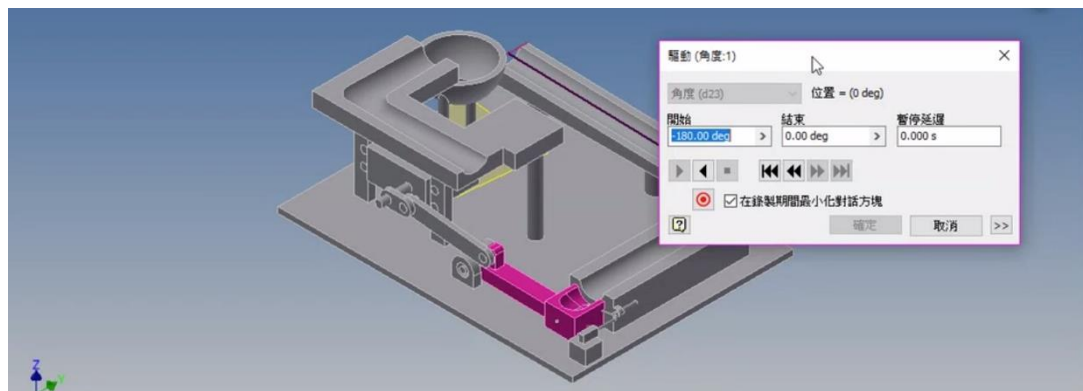 驅動 (角度:1)
角度 (d23)
位置 = (0 deg)
開始
結束
暫停延遲
-180.00 deg
0.00 deg
0.000 s
在錄製期間最小化對話方塊
確定
取消
>>
Z
Y